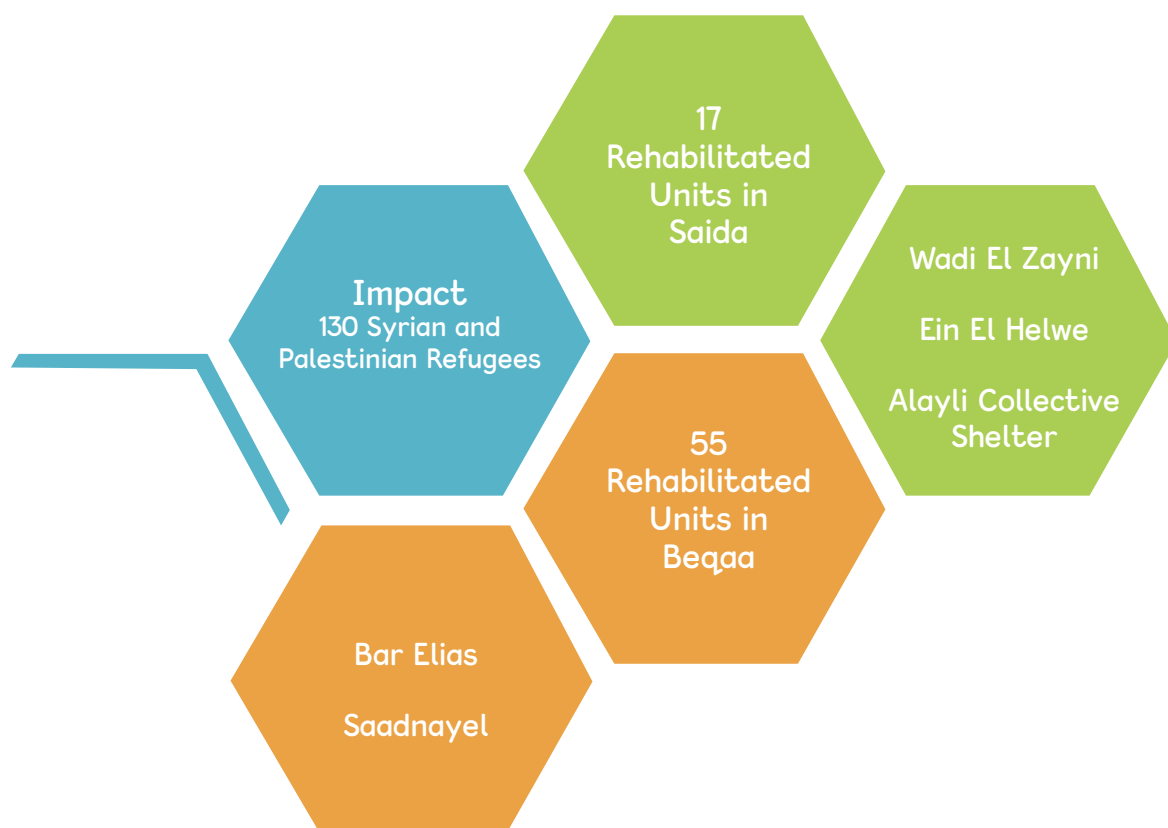 17
Rehabilitated
Units in
Saida
Impact
130 Syrian and
Palestinian Refugees
Wadi El Zayni
Ein El Helwe
Alayli Collective
Shelter
55
Rehabilitated
Units in
Beqaa
Bar Elias
Saadnayel